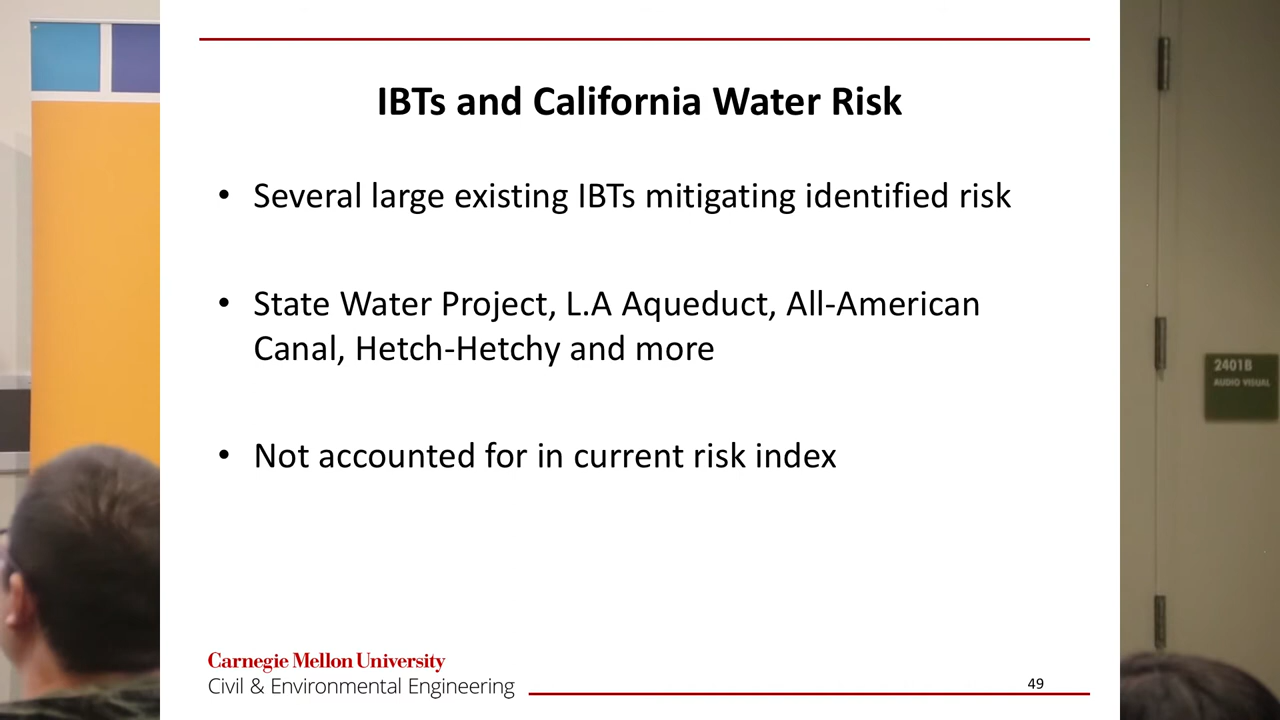 IBTs and California Water Risk
• Several large existing IBTs mitigating identified risk
• State Water Project, L.A Aqueduct, All-American
Canal, Hetch-Hetchy and more
• Not accounted for in current risk index
Carnegie Mellon University
Civil & Environmental Engineering
49
2401B
AUDIO VISUAL